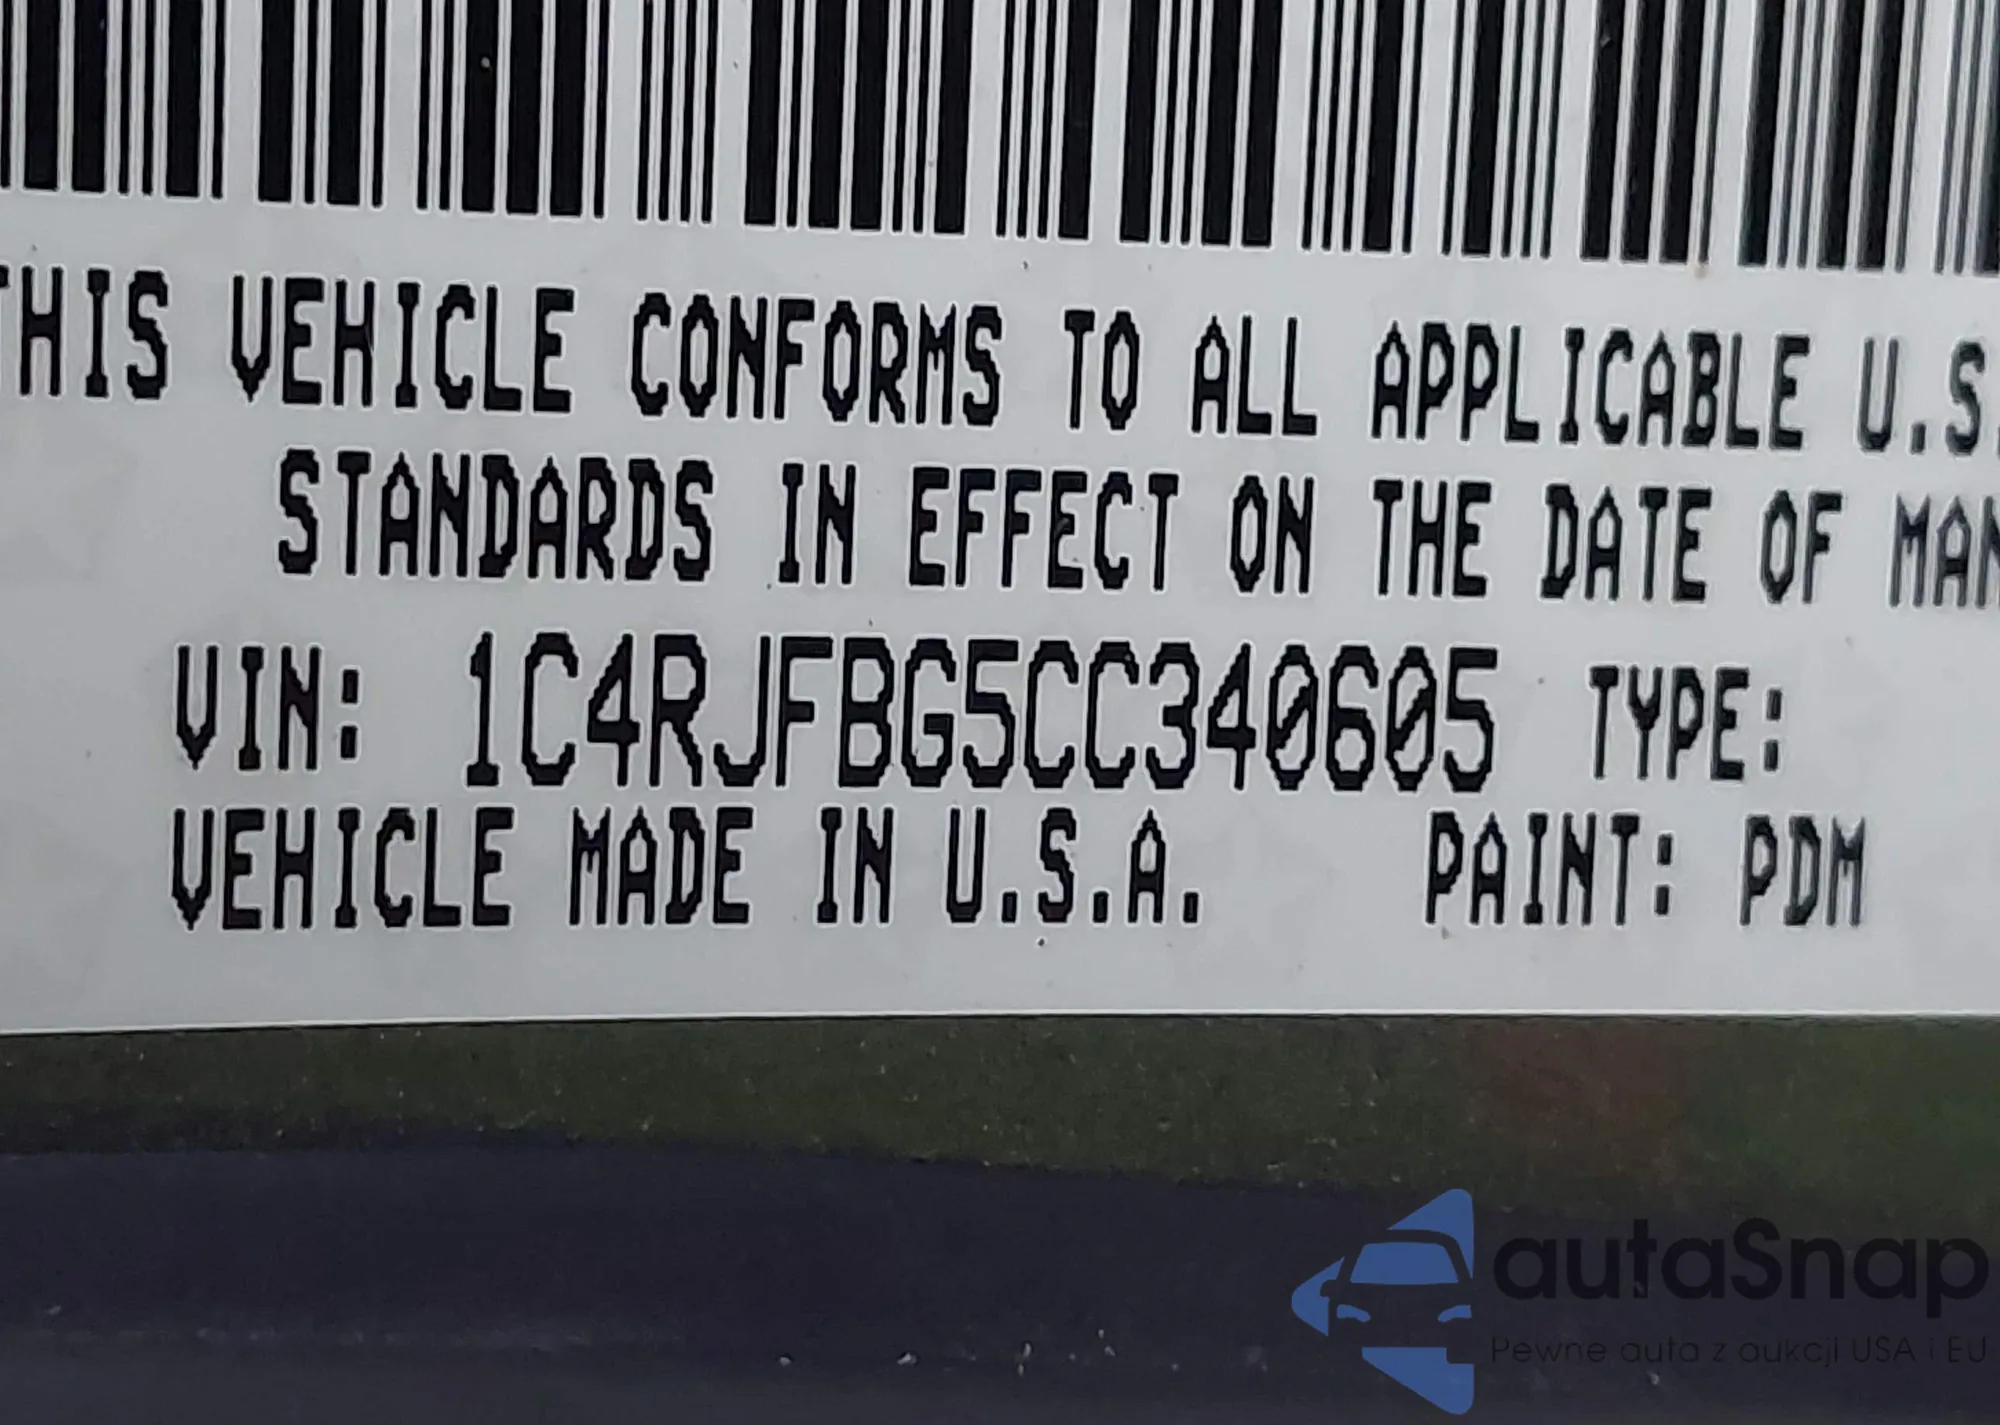 THIS VEHICLE CONFORMS TO ALL APPLICABLE U.S.
STANDARDS IN EFFECT ON THE DATE OF MAN
VIN: 1C4RJFBG5CC340605 TYPE:
VEHICLE MADE IN U.S.A. PAINT: PDM
autaSnap
Pewne auta z aukcji USA i EU